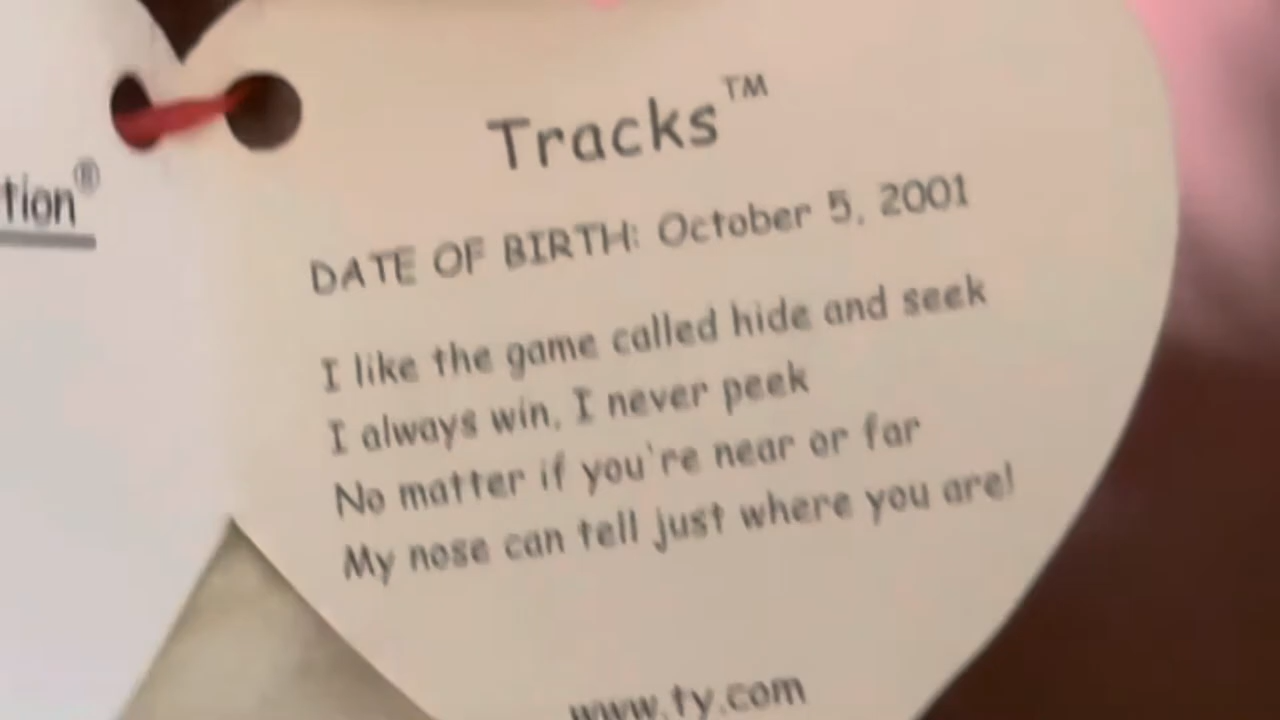 tion®
Tracks™
DATE OF BIRTH: October 5, 2001
I like the game called hide and seek
I always win, I never peek
No matter if you're near or far
My nose can tell just where you are!
www.ty.com